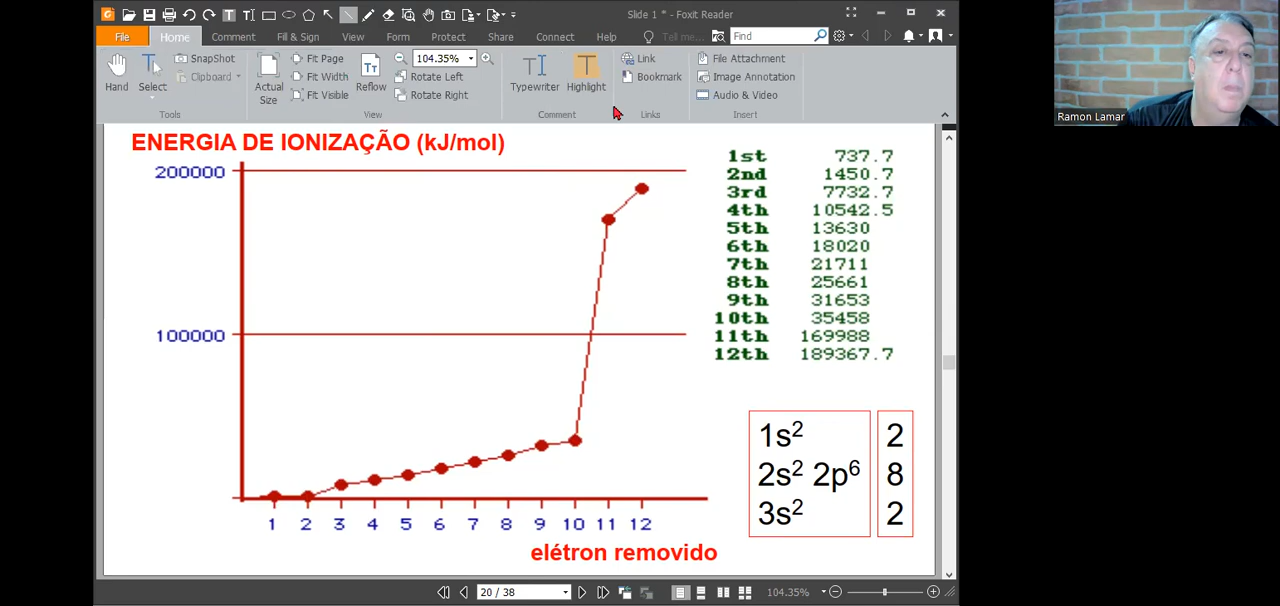 Slide 1 * - Foxit Reader
File Home Comment Fill & Sign View Form Protect Share Connect Help Tell me... Find
Hand
Select
SnapShot
Clipboard
Tools
Actual Size
Fit Page
Fit Width
Fit Visible
Reflow
104.35%
Rotate Left
Rotate Right
View
Typewriter
Highlight
Comment
Link
Bookmark
Links
File Attachment
Image Annotation
Audio & Video
Insert
Ramon Lamar
ENERGIA DE IONIZAÇÃO (kJ/mol)
200000
100000
1 2 3 4 5 6 7 8 9 10 11 12
elétron removido
1st 737.7
2nd 1450.7
3rd 7732.7
4th 10542.5
5th 13630
6th 18020
7th 21711
8th 25661
9th 31653
10th 35458
11th 169988
12th 189367.7
1s² 2
2s² 2p⁶ 8
3s² 2
20 / 38
104.35%